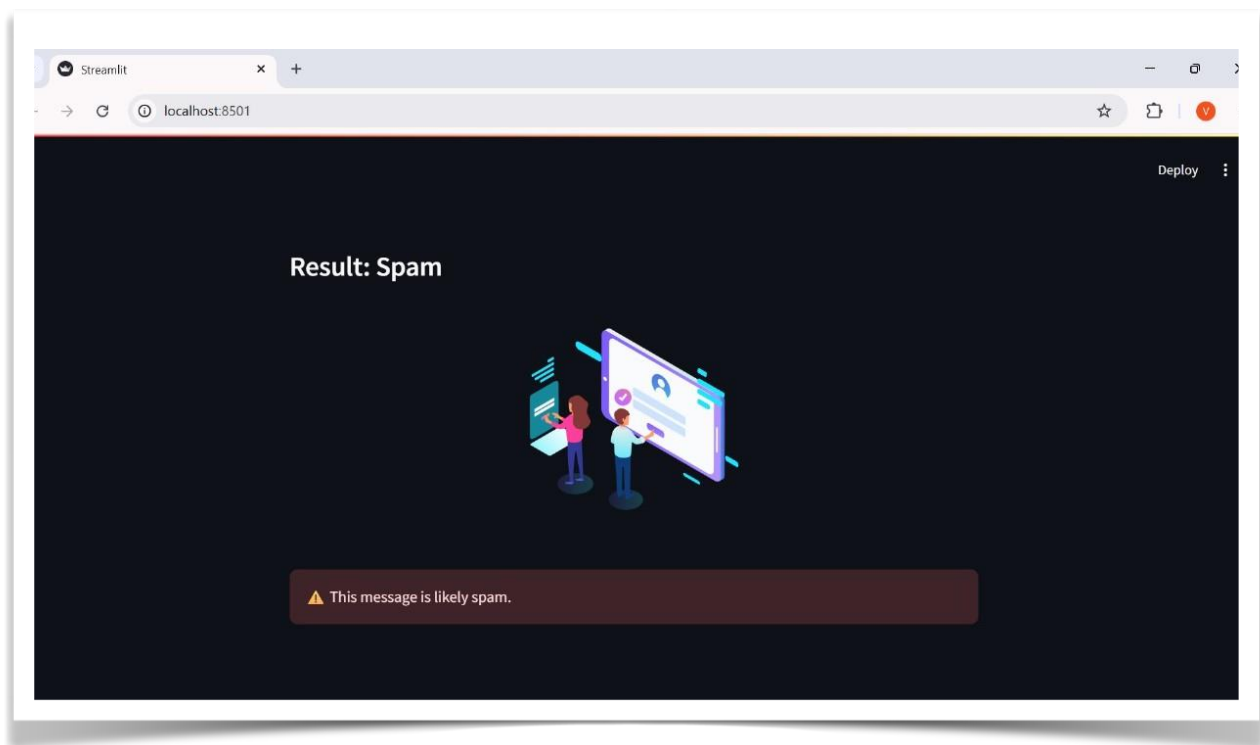 Streamlit
localhost:8501
V
Deploy
Result: Spam
⚠ This message is likely spam.